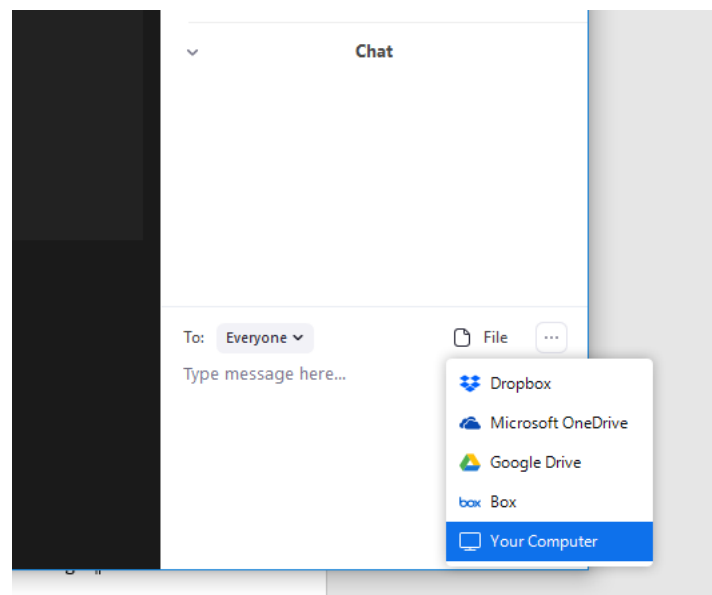 Chat
To: Everyone File ...
Type message here...
Dropbox
Microsoft OneDrive
Google Drive
box Box
Your Computer